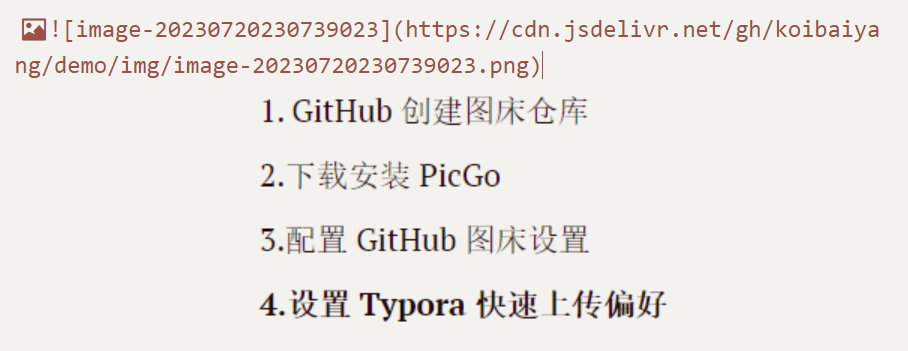 ![image-20230720230739023](https://cdn.jsdelivr.net/gh/koibaiya
ng/demo/img/image-20230720230739023.png)
1. GitHub 创建图床仓库
2.下载安装 PicGo
3.配置 GitHub 图床设置
4.设置 Typora 快速上传偏好